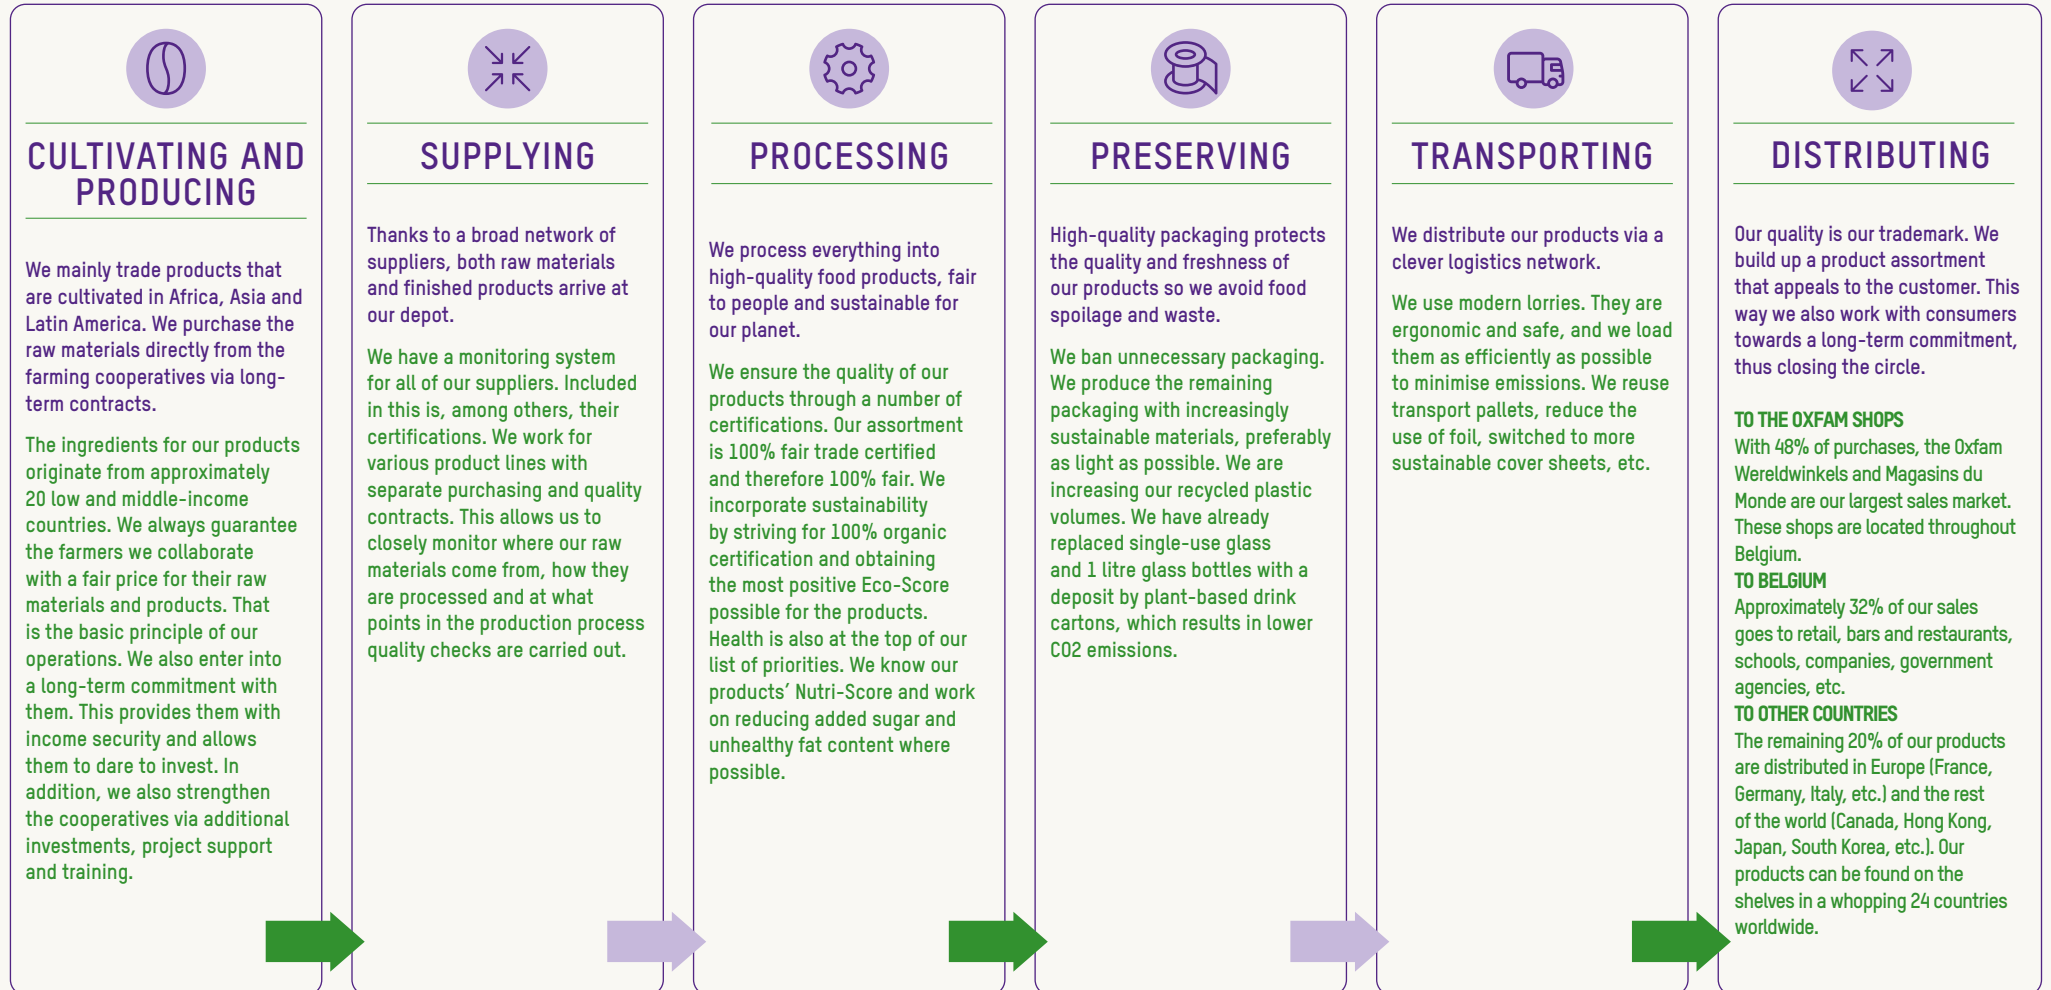 CULTIVATING AND
PRODUCING
We mainly trade products that
are cultivated in Africa, Asia and
Latin America. We purchase the
raw materials directly from the
farming cooperatives via long-
term contracts.
The ingredients for our products
originate from approximately
20 low and middle-income
countries. We always guarantee
the farmers we collaborate
with a fair price for their raw
materials and products. That
is the basic principle of our
operations. We also enter into
a long-term commitment with
them. This provides them with
income security and allows
them to dare to invest. In
addition, we also strengthen
the cooperatives via additional
investments, project support
and training.
SUPPLYING
Thanks to a broad network of
suppliers, both raw materials
and finished products arrive at
our depot.
We have a monitoring system
for all of our suppliers. Included
in this is, among others, their
certifications. We work for
various product lines with
separate purchasing and quality
contracts. This allows us to
closely monitor where our raw
materials come from, how they
are processed and at what
points in the production process
quality checks are carried out.
PROCESSING
We process everything into
high-quality food products, fair
to people and sustainable for
our planet.
We ensure the quality of our
products through a number of
certifications. Our assortment
is 100% fair trade certified
and therefore 100% fair. We
incorporate sustainability
by striving for 100% organic
certification and obtaining
the most positive Eco-Score
possible for the products.
Health is also at the top of our
list of priorities. We know our
products’ Nutri-Score and work
on reducing added sugar and
unhealthy fat content where
possible.
PRESERVING
High-quality packaging protects
the quality and freshness of
our products so we avoid food
spoilage and waste.
We ban unnecessary packaging.
We produce the remaining
packaging with increasingly
sustainable materials, preferably
as light as possible. We are
increasing our recycled plastic
volumes. We have already
replaced single-use glass
and 1 litre glass bottles with a
deposit by plant-based drink
cartons, which results in lower
CO2 emissions.
TRANSPORTING
We distribute our products via a
clever logistics network.
We use modern lorries. They are
ergonomic and safe, and we load
them as efficiently as possible
to minimise emissions. We reuse
transport pallets, reduce the
use of foil, switched to more
sustainable cover sheets, etc.
DISTRIBUTING
Our quality is our trademark. We
build up a product assortment
that appeals to the customer. This
way we also work with consumers
towards a long-term commitment,
thus closing the circle.
TO THE OXFAM SHOPS
With 48% of purchases, the Oxfam
Wereldwinkels and Magasins du
Monde are our largest sales market.
These shops are located throughout
Belgium.
TO BELGIUM
Approximately 32% of our sales
goes to retail, bars and restaurants,
schools, companies, government
agencies, etc.
TO OTHER COUNTRIES
The remaining 20% of our products
are distributed in Europe (France,
Germany, Italy, etc.) and the rest
of the world (Canada, Hong Kong,
Japan, South Korea, etc.). Our
products can be found on the
shelves in a whopping 24 countries
worldwide.